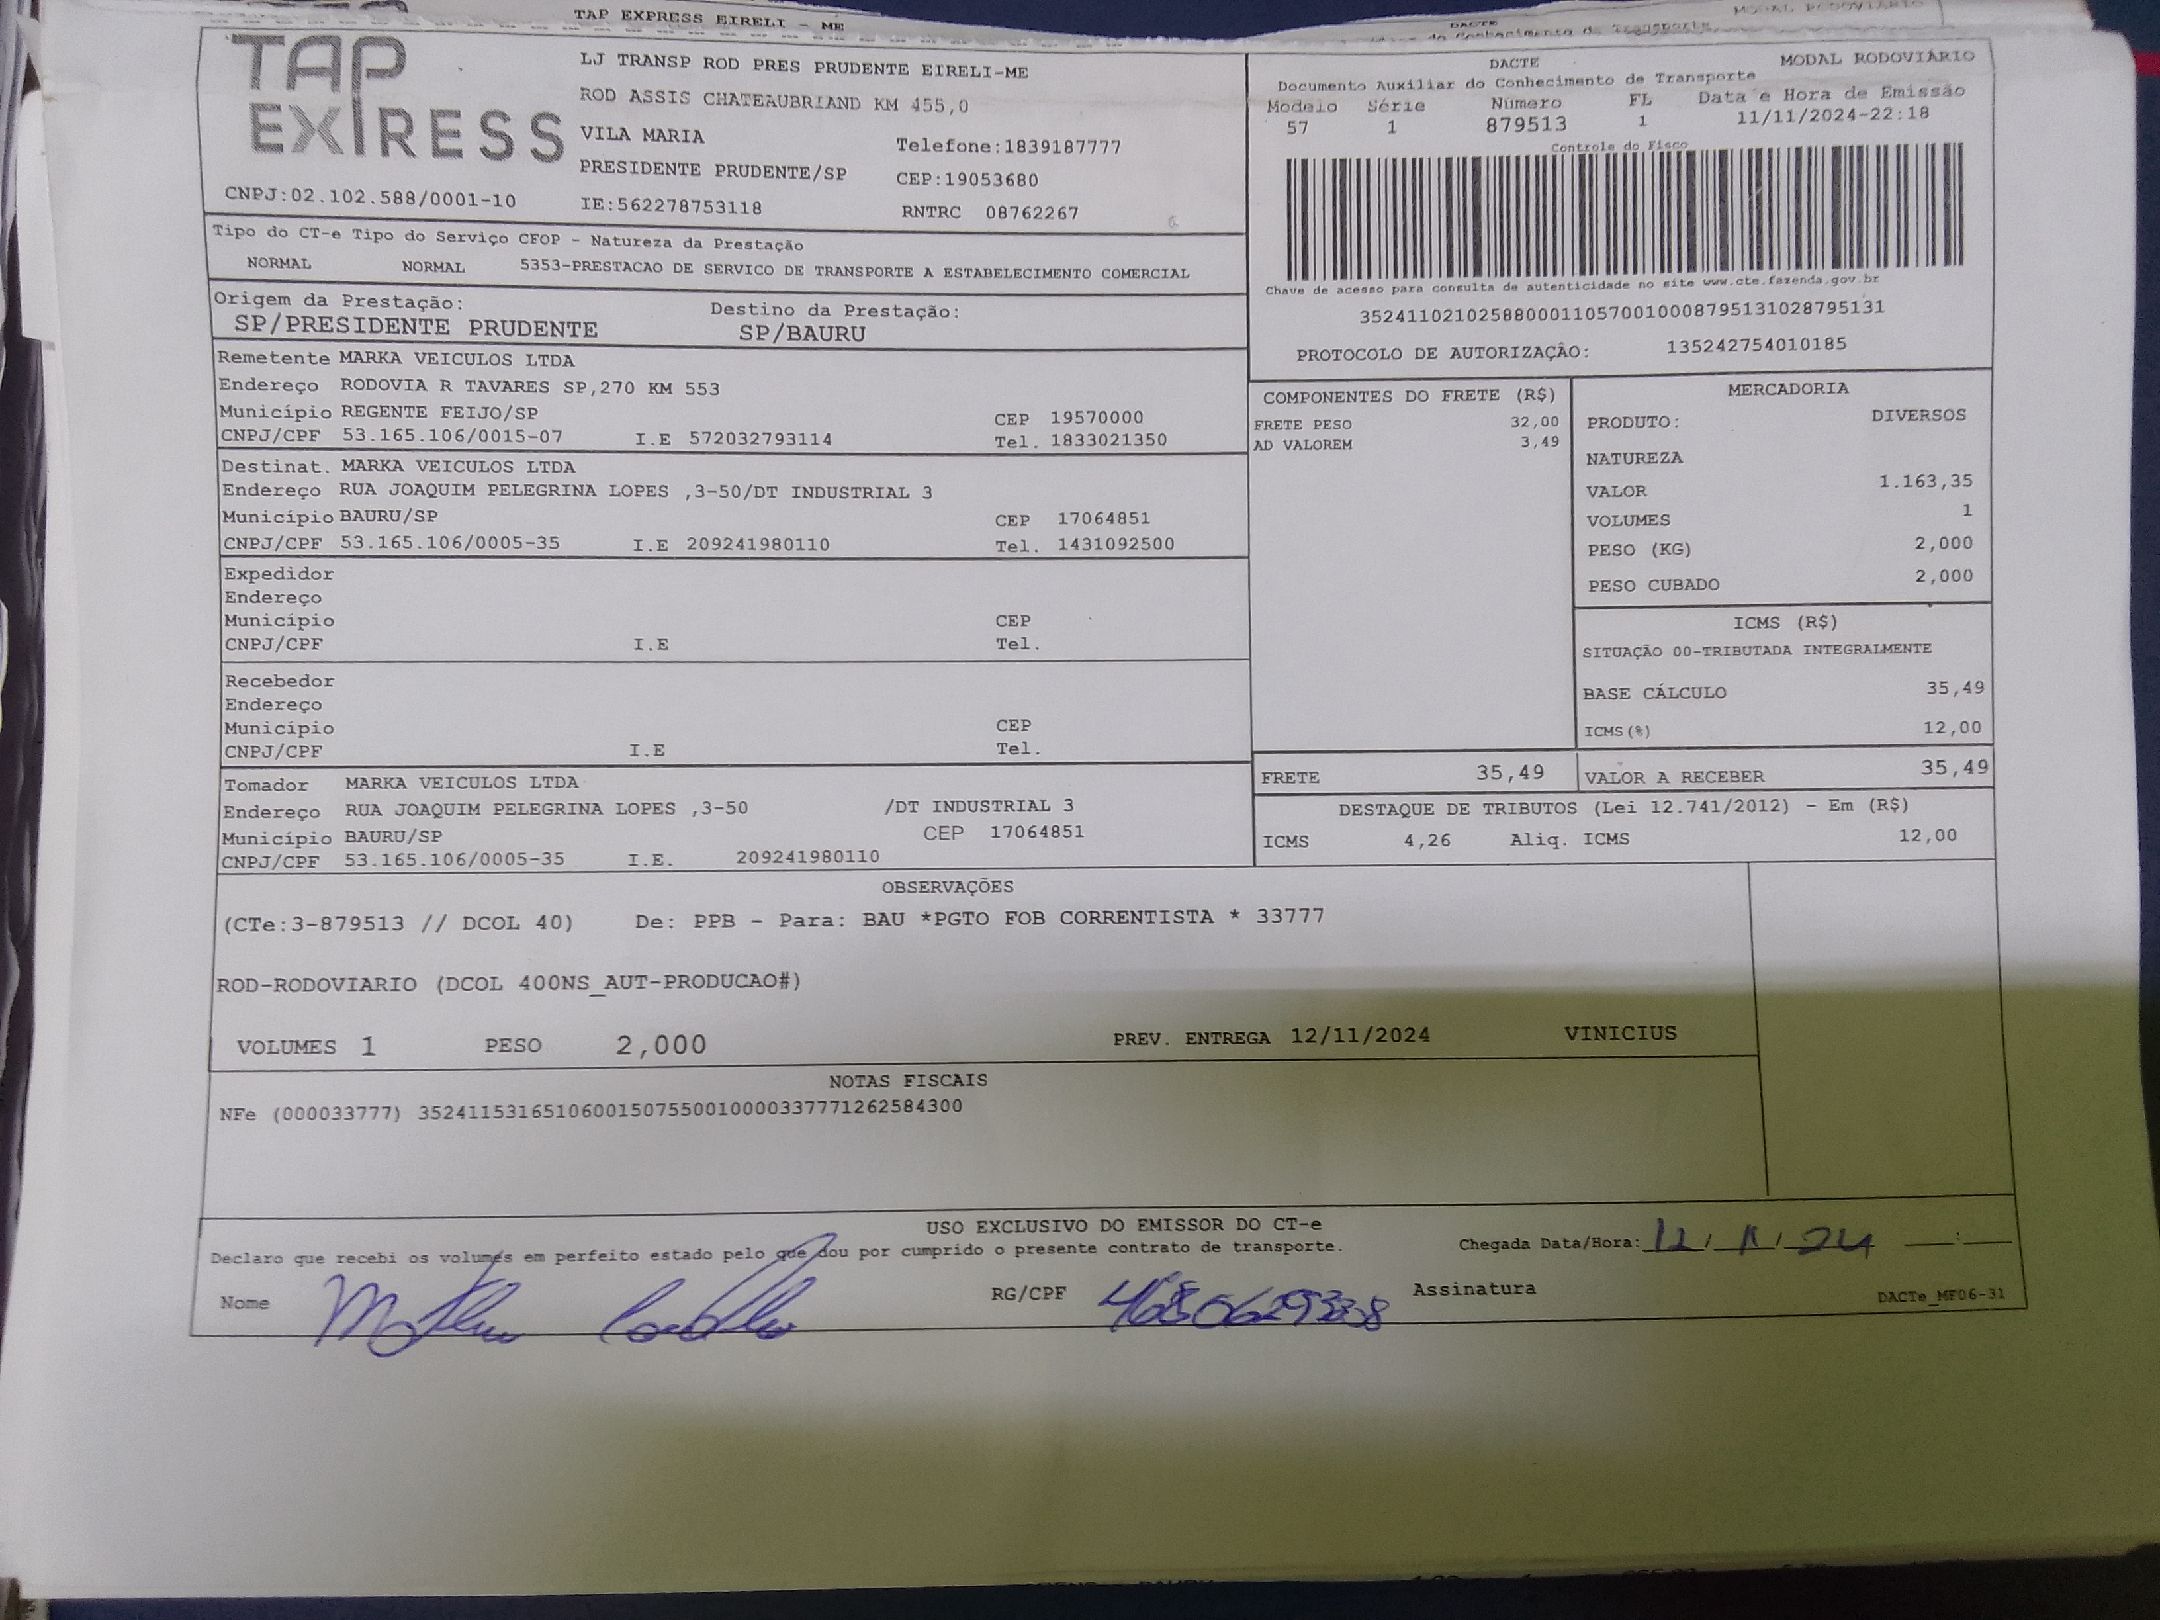 TAP EXPRESS EIRELI - ME
DACTE
MODAL RODOVIÁRIO
TAP EXPRESS
LJ TRANSP ROD PRES PRUDENTE EIRELI-ME
ROD ASSIS CHATEAUBRIAND KM 455,0
VILA MARIA
Telefone:1839187777
PRESIDENTE PRUDENTE/SP
CEP:19053680
CNPJ:02.102.588/0001-10
IE:562278753118
RNTRC 08762267
DACTE
MODAL RODOVIÁRIO
Documento Auxiliar do Conhecimento de Transporte
Modelo Série Número FL Data e Hora de Emissão
57 1 879513 1 11/11/2024-22:18
Controle do Fisco
Chave de acesso para consulta de autenticidade no site www.cte.fazenda.gov.br
35241102102588000110570010008795131028795131
PROTOCOLO DE AUTORIZAÇÂO: 135242754010185
Tipo do CT-e Tipo do Serviço CFOP - Natureza da Prestação
NORMAL NORMAL 5353-PRESTACAO DE SERVICO DE TRANSPORTE A ESTABELECIMENTO COMERCIAL
Origem da Prestação: Destino da Prestação:
SP/PRESIDENTE PRUDENTE SP/BAURU
Remetente MARKA VEICULOS LTDA
Endereço RODOVIA R TAVARES SP,270 KM 553
Município REGENTE FEIJO/SP CEP 19570000
CNPJ/CPF 53.165.106/0015-07 I.E 572032793114 Tel. 1833021350
Destinat. MARKA VEICULOS LTDA
Endereço RUA JOAQUIM PELEGRINA LOPES ,3-50/DT INDUSTRIAL 3
Município BAURU/SP CEP 17064851
CNPJ/CPF 53.165.106/0005-35 I.E 209241980110 Tel. 1431092500
Expedidor
Endereço
Município CEP
CNPJ/CPF I.E Tel.
Recebedor
Endereço
Município CEP
CNPJ/CPF I.E Tel.
Tomador MARKA VEICULOS LTDA
Endereço RUA JOAQUIM PELEGRINA LOPES ,3-50 /DT INDUSTRIAL 3
Município BAURU/SP CEP 17064851
CNPJ/CPF 53.165.106/0005-35 I.E. 209241980110
COMPONENTES DO FRETE (R$)
FRETE PESO 32,00
AD VALOREM 3,49
MERCADORIA
PRODUTO: DIVERSOS
NATUREZA
VALOR 1.163,35
VOLUMES 1
PESO (KG) 2,000
PESO CUBADO 2,000
ICMS (R$)
SITUAÇÃO 00-TRIBUTADA INTEGRALMENTE
BASE CÁLCULO 35,49
ICMS(%) 12,00
FRETE 35,49 VALOR A RECEBER 35,49
DESTAQUE DE TRIBUTOS (Lei 12.741/2012) - Em (R$)
ICMS 4,26 Aliq. ICMS 12,00
OBSERVAÇÕES
(CTe:3-879513 // DCOL 40) De: PPB - Para: BAU *PGTO FOB CORRENTISTA * 33777
ROD-RODOVIARIO (DCOL 400NS_AUT-PRODUCAO#)
VOLUMES 1 PESO 2,000 PREV. ENTREGA 12/11/2024 VINICIUS
NOTAS FISCAIS
NFe (000033777) 35241153165106001507550010000337771262584300
USO EXCLUSIVO DO EMISSOR DO CT-e
Declaro que recebi os volumes em perfeito estado pelo que dou por cumprido o presente contrato de transporte.
Chegada Data/Hora: 12/11/24 __:__
Nome RG/CPF Assinatura
DACTe_MF06-31